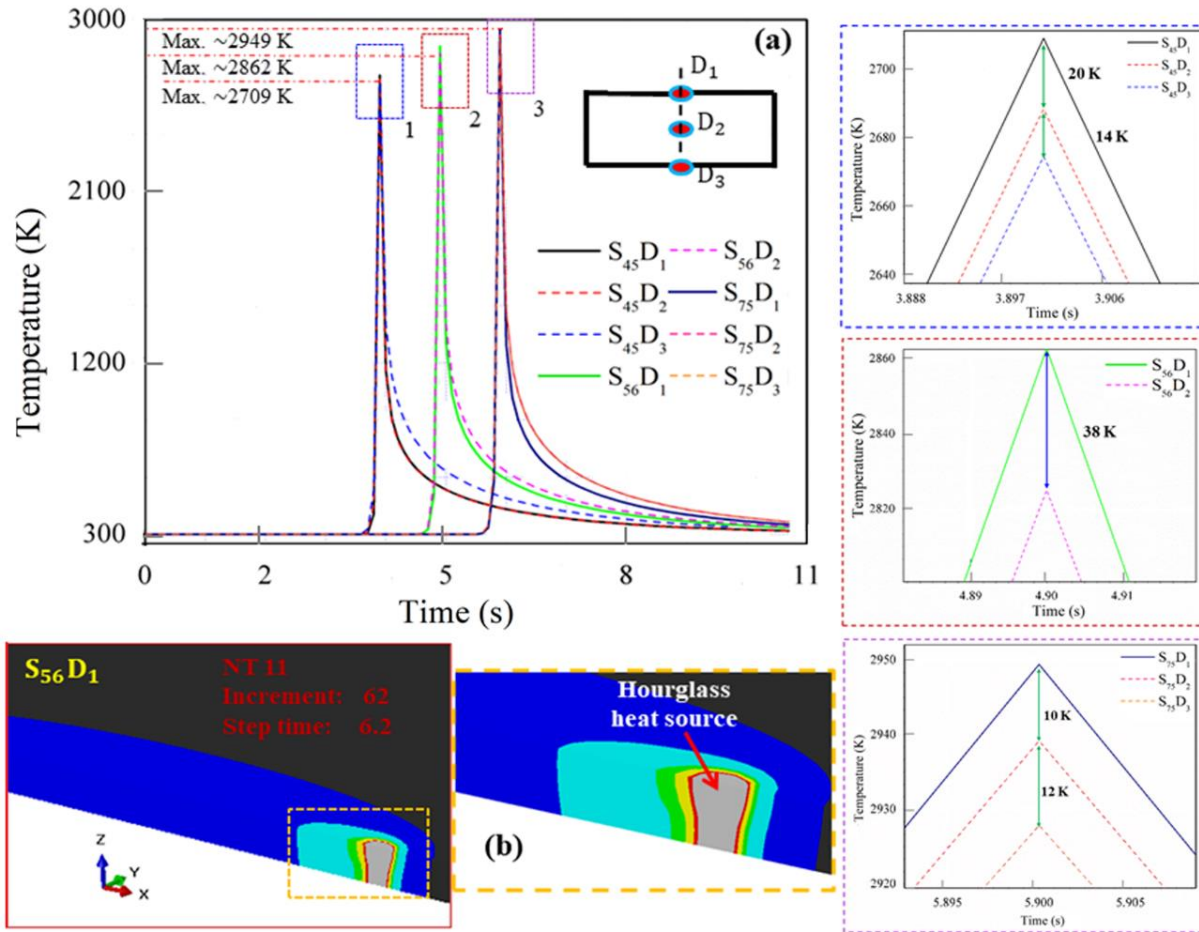 3000
2100
1200
300
Temperature (K)
Max. ~2949 K
Max. ~2862 K
Max. ~2709 K
1
2
3
(a)
D₁
D₂
D₃
S₄₅D₁
S₄₅D₂
S₄₅D₃
S₅₆D₁
S₅₆D₂
S₇₅D₁
S₇₅D₂
S₇₅D₃
0 2 5 8 11
Time (s)
S₄₅D₁
S₄₅D₂
S₄₅D₃
20 K
14 K
2700
2680
2660
2640
Temperature (K)
3.888 3.897 3.906
Time (s)
S₅₆D₁
S₅₆D₂
38 K
2860
2840
2820
Temperature (K)
4.89 4.90 4.91
Time (s)
S₇₅D₁
S₇₅D₂
S₇₅D₃
10 K
12 K
2950
2940
2930
2920
Temperature (K)
5.895 5.900 5.905
Time (s)
S₅₆D₁
NT 11
Increment: 62
Step time: 6.2
Z
Y
X
Hourglass
heat source
(b)